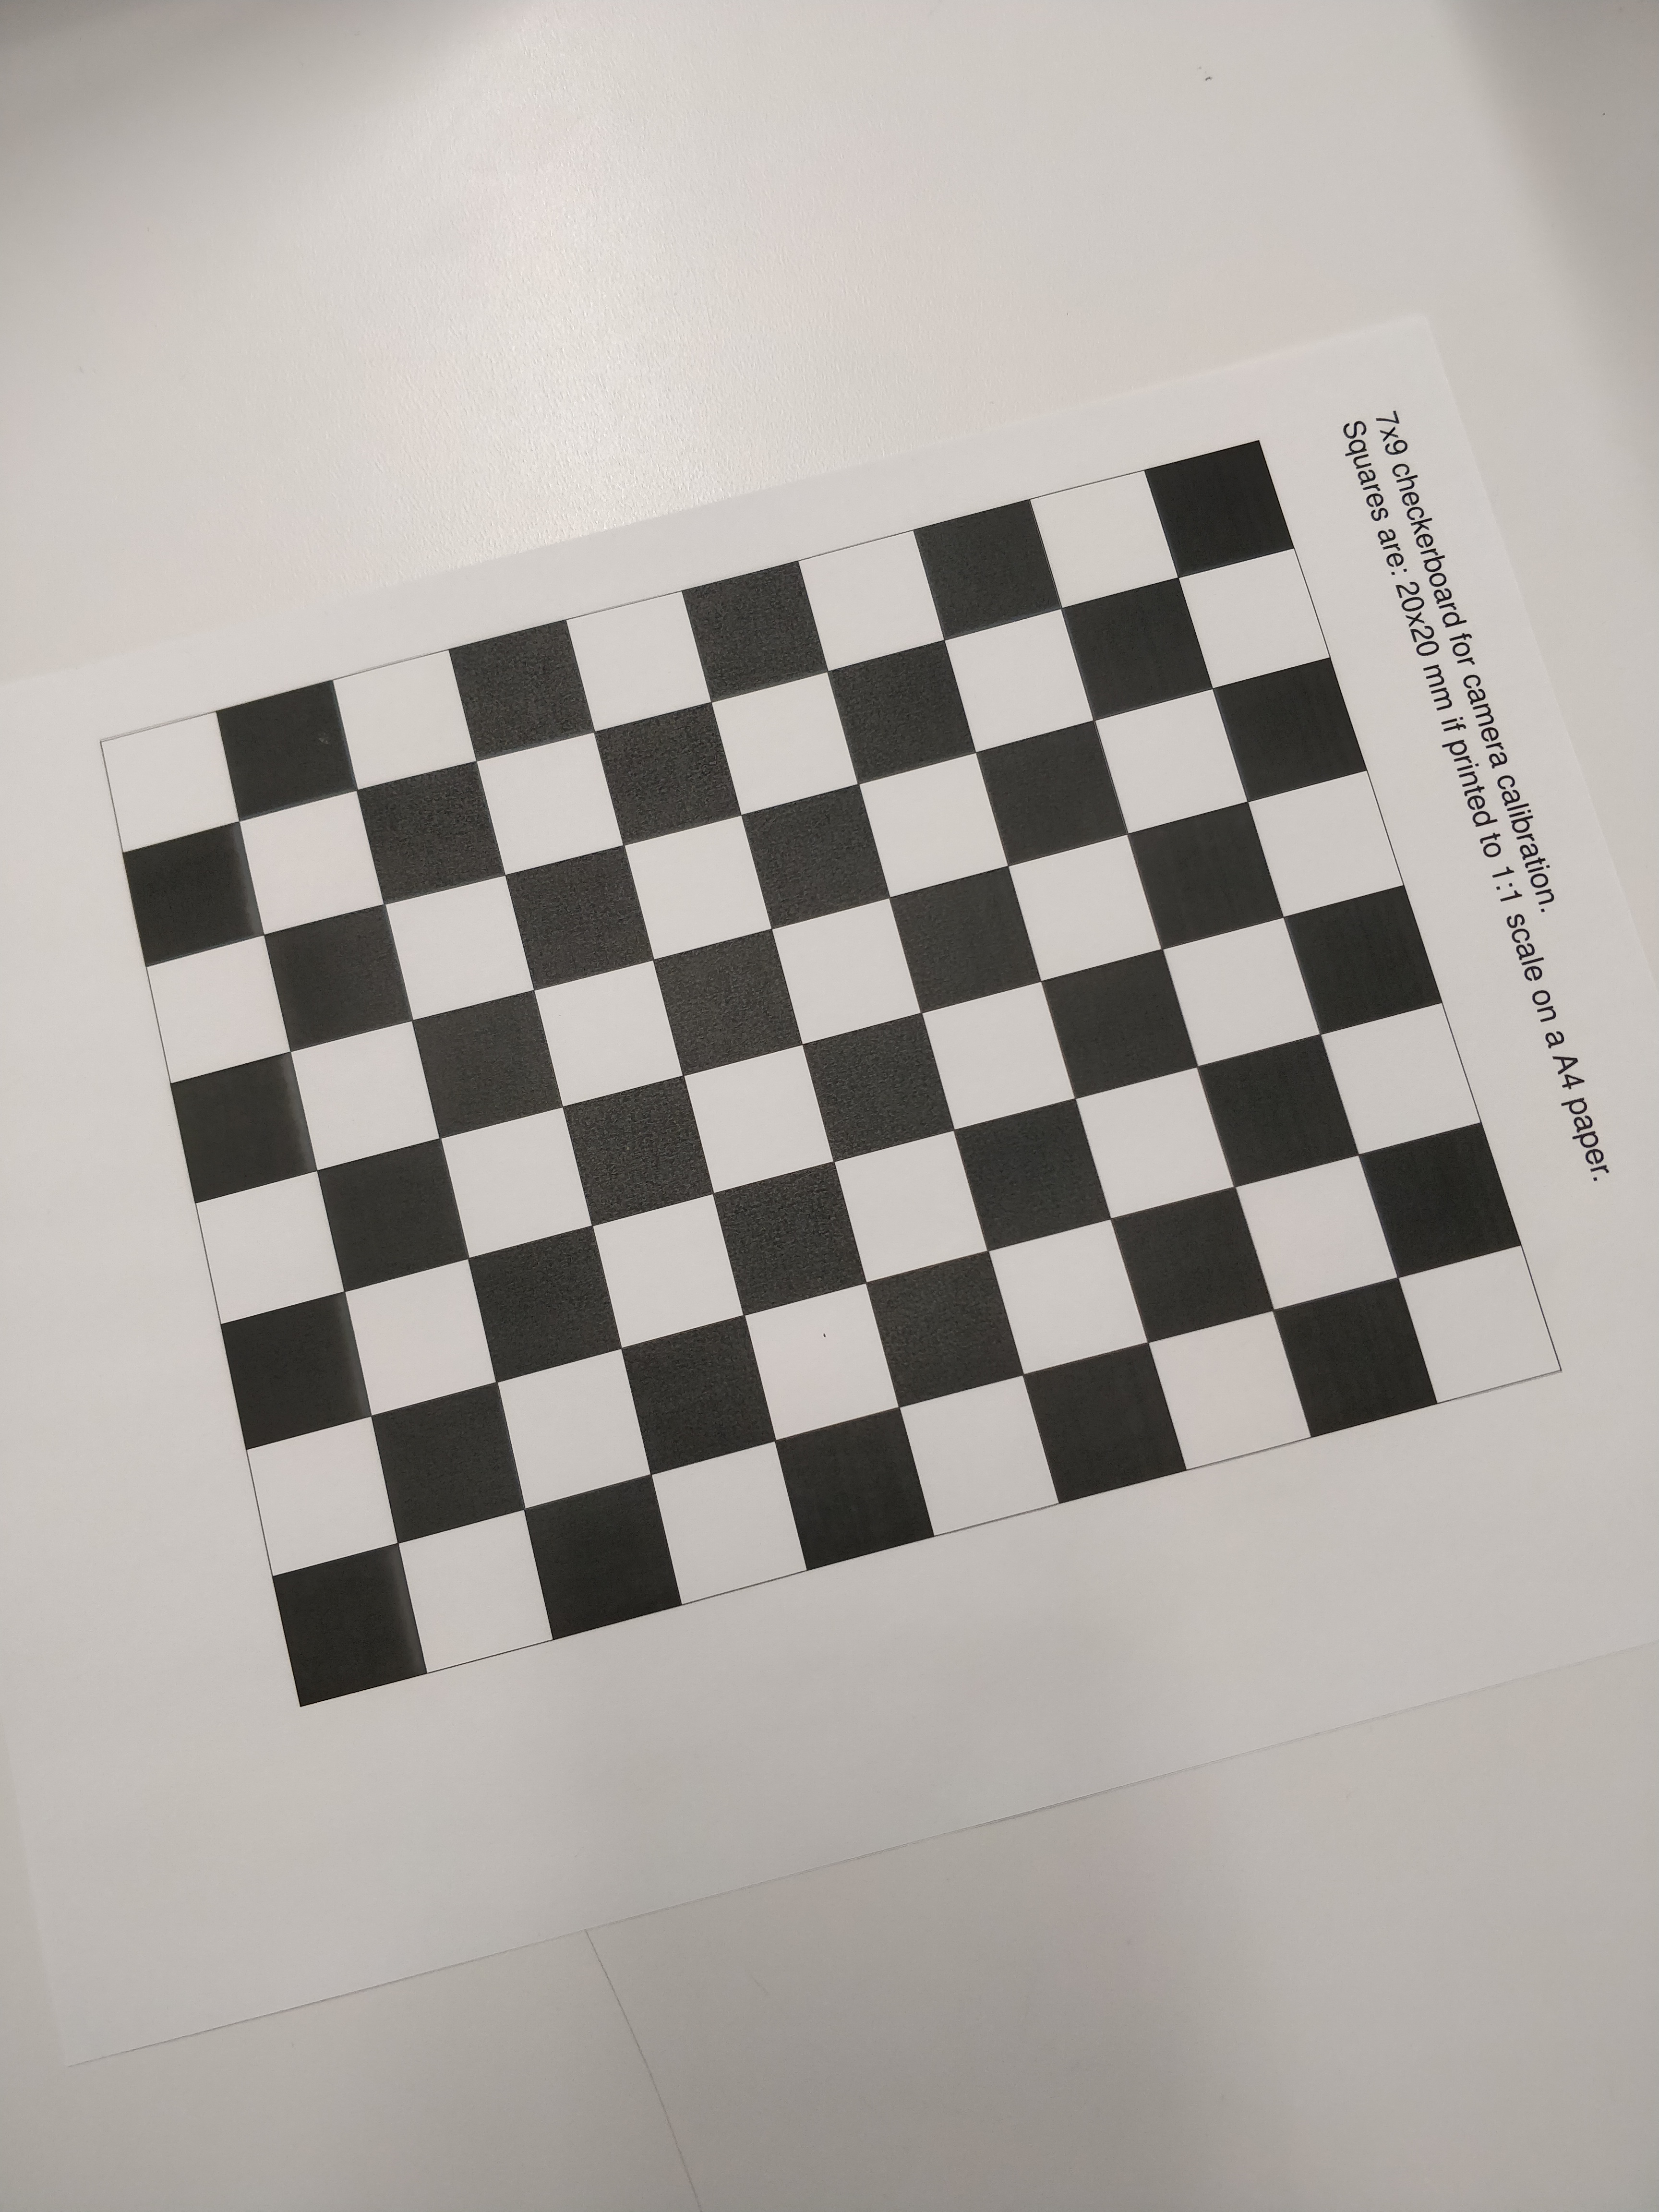 7x9 checkerboard for camera calibration.
Squares are: 20x20 mm if printed to 1:1 scale on a A4 paper.